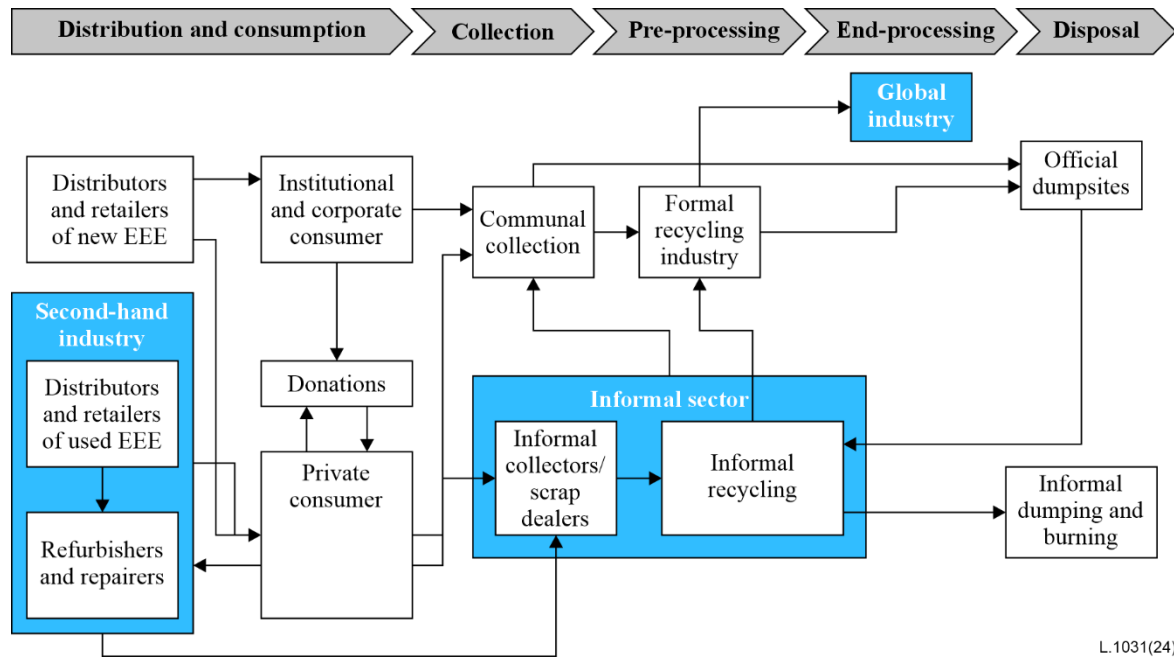 Distribution and consumption
Collection
Pre-processing
End-processing
Disposal
Global
industry
Distributors
and retailers
of new EEE
Institutional
and corporate
consumer
Communal
collection
Formal
recycling
industry
Official
dumpsites
Second-hand
industry
Distributors
and retailers
of used EEE
Refurbishers
and repairers
Donations
Private
consumer
Informal sector
Informal
collectors/
scrap
dealers
Informal
recycling
Informal
dumping and
burning
L.1031(24)